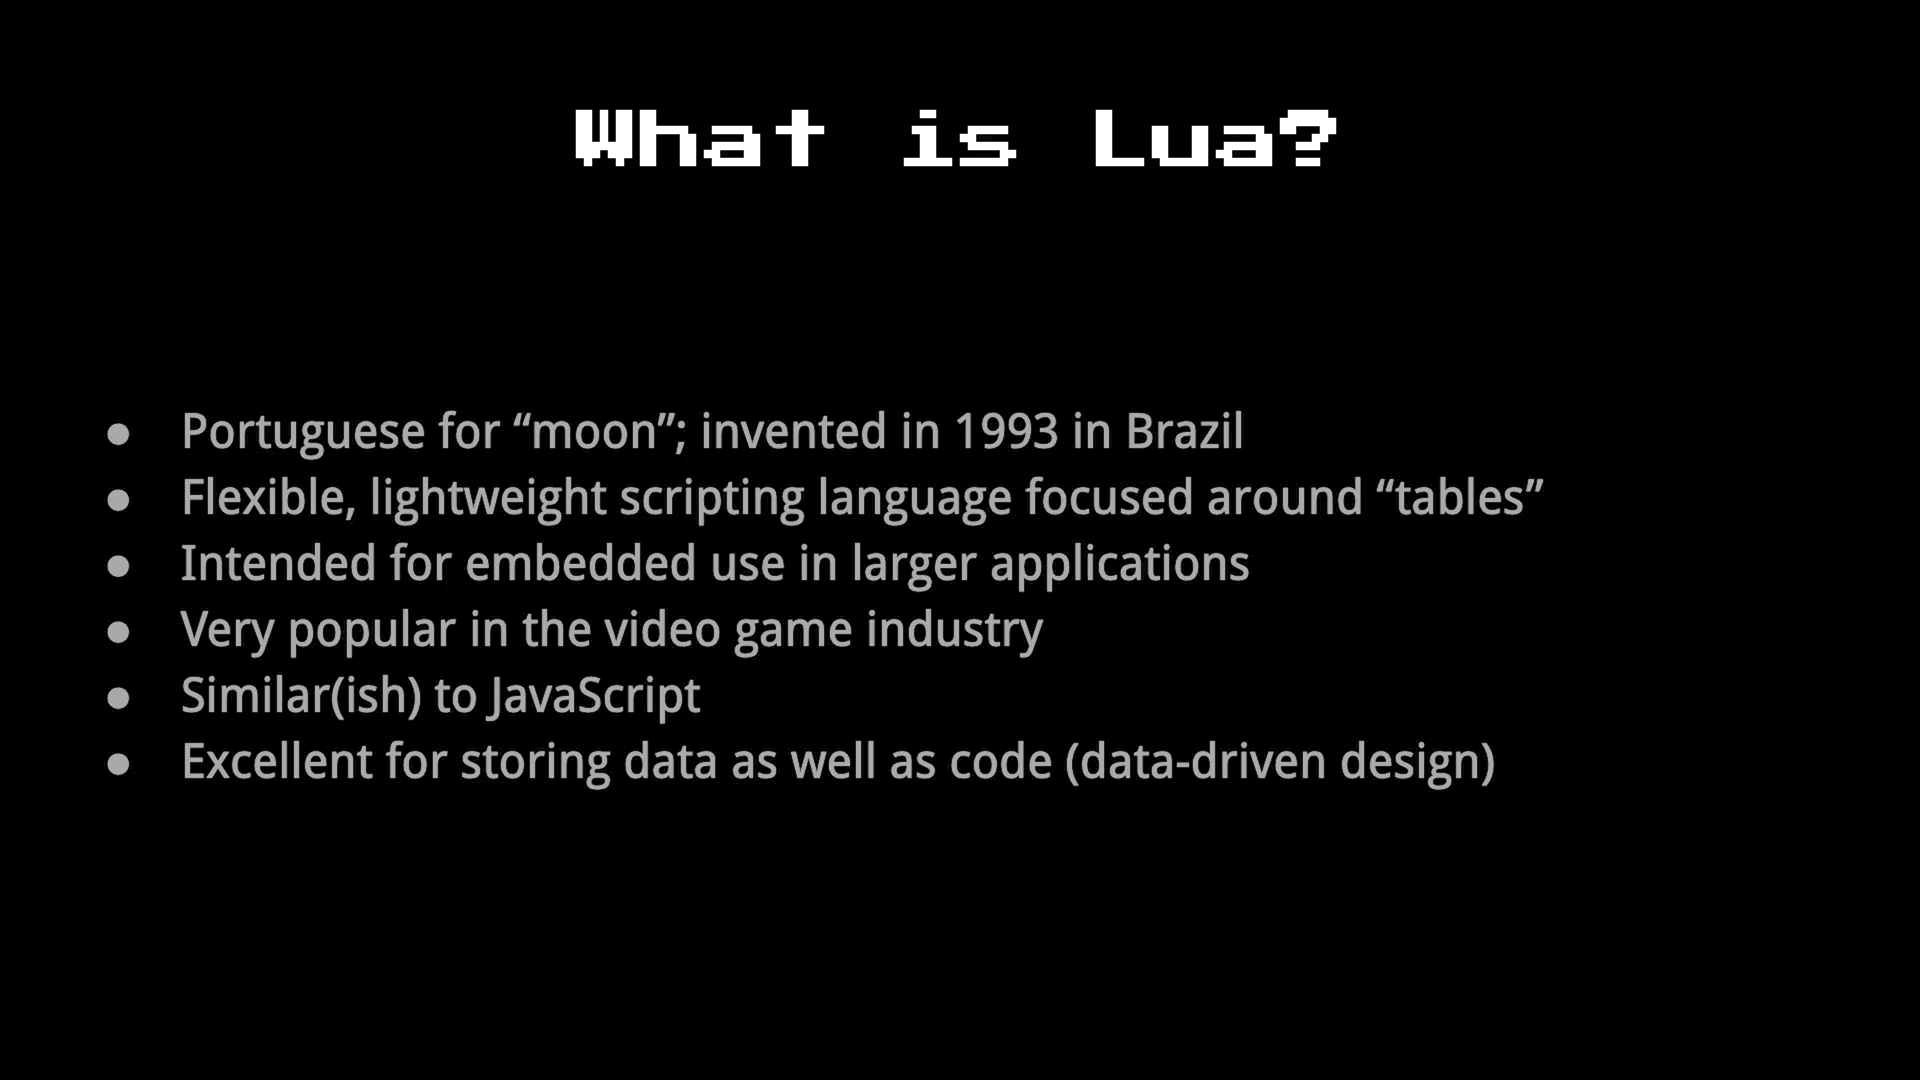 What is Lua?
● Portuguese for “moon”; invented in 1993 in Brazil
● Flexible, lightweight scripting language focused around “tables”
● Intended for embedded use in larger applications
● Very popular in the video game industry
● Similar(ish) to JavaScript
● Excellent for storing data as well as code (data-driven design)